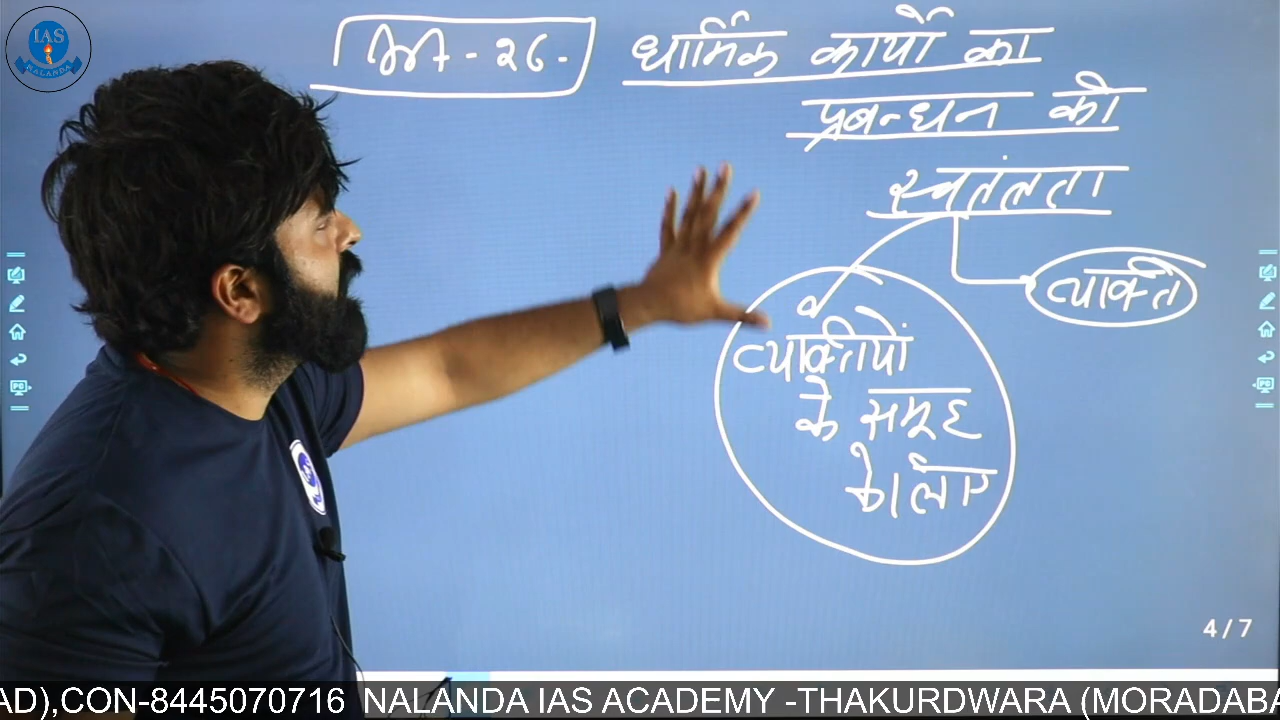 IAS
NALANDA
Art - 26.
धार्मिक कार्यो का
प्रबन्धन की
स्वतंत्रता
व्यक्ति
व्यक्तियों
के समूह
के लिए
4 / 7
AD),CON-8445070716 NALANDA IAS ACADEMY -THAKURDWARA (MORADABA